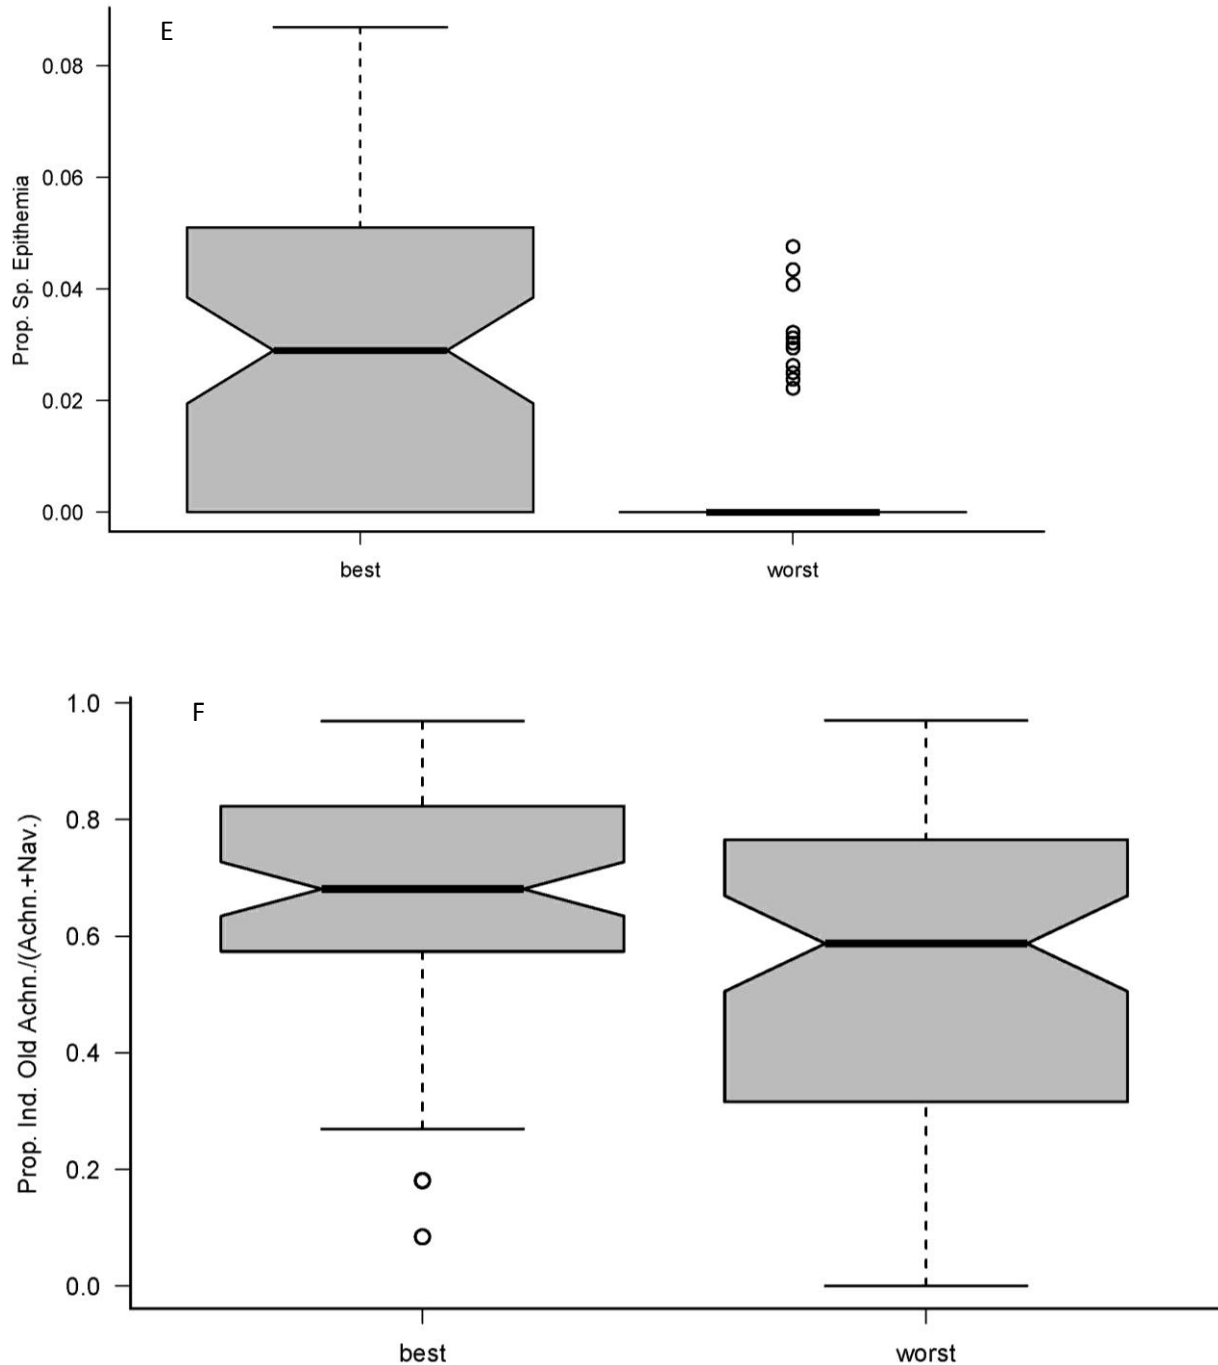 E
Prop. Sp. Epithemia
0.08
0.06
0.04
0.02
0.00
best worst
F
Prop. Ind. Old Achn./(Achn.+Nav.)
1.0
0.8
0.6
0.4
0.2
0.0
best worst